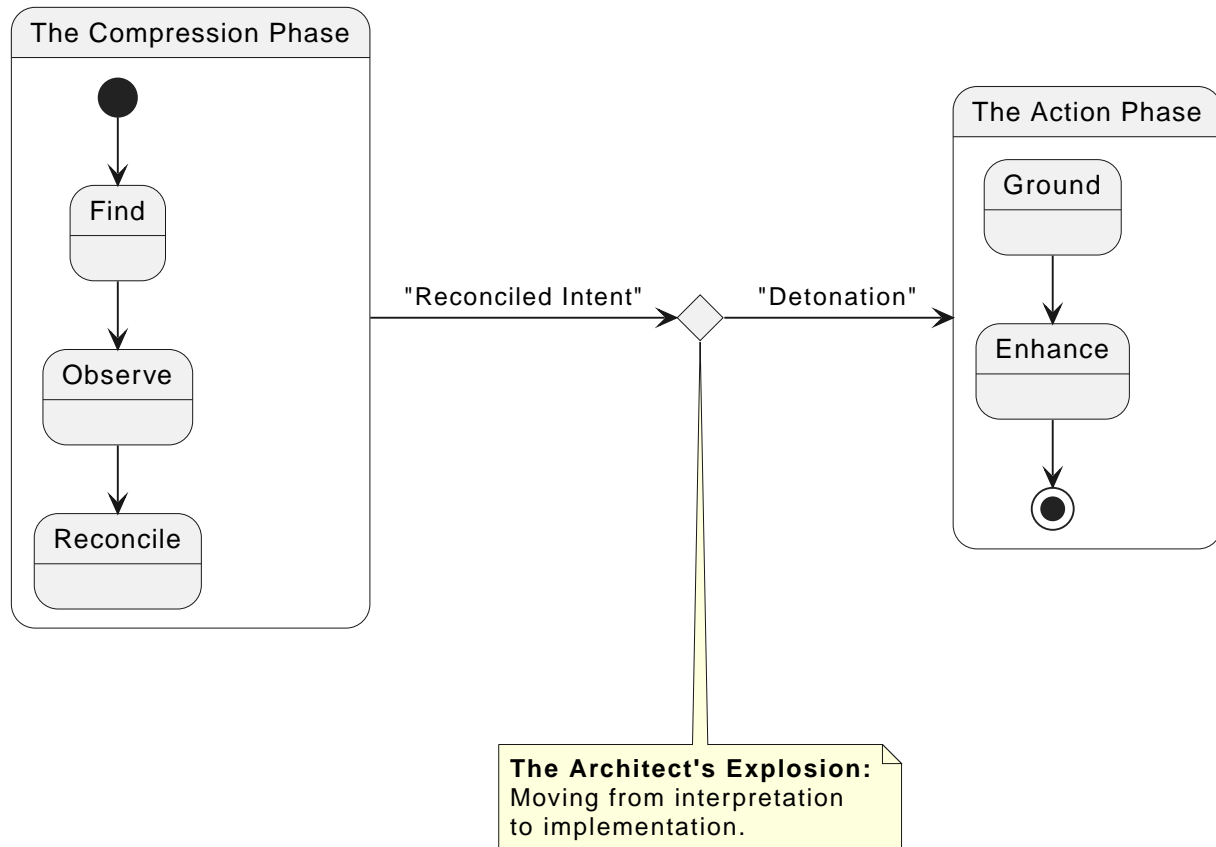 The Compression Phase
Find
Observe
Reconcile
"Reconciled Intent"
"Detonation"
The Action Phase
Ground
Enhance
The Architect's Explosion:
Moving from interpretation
to implementation.